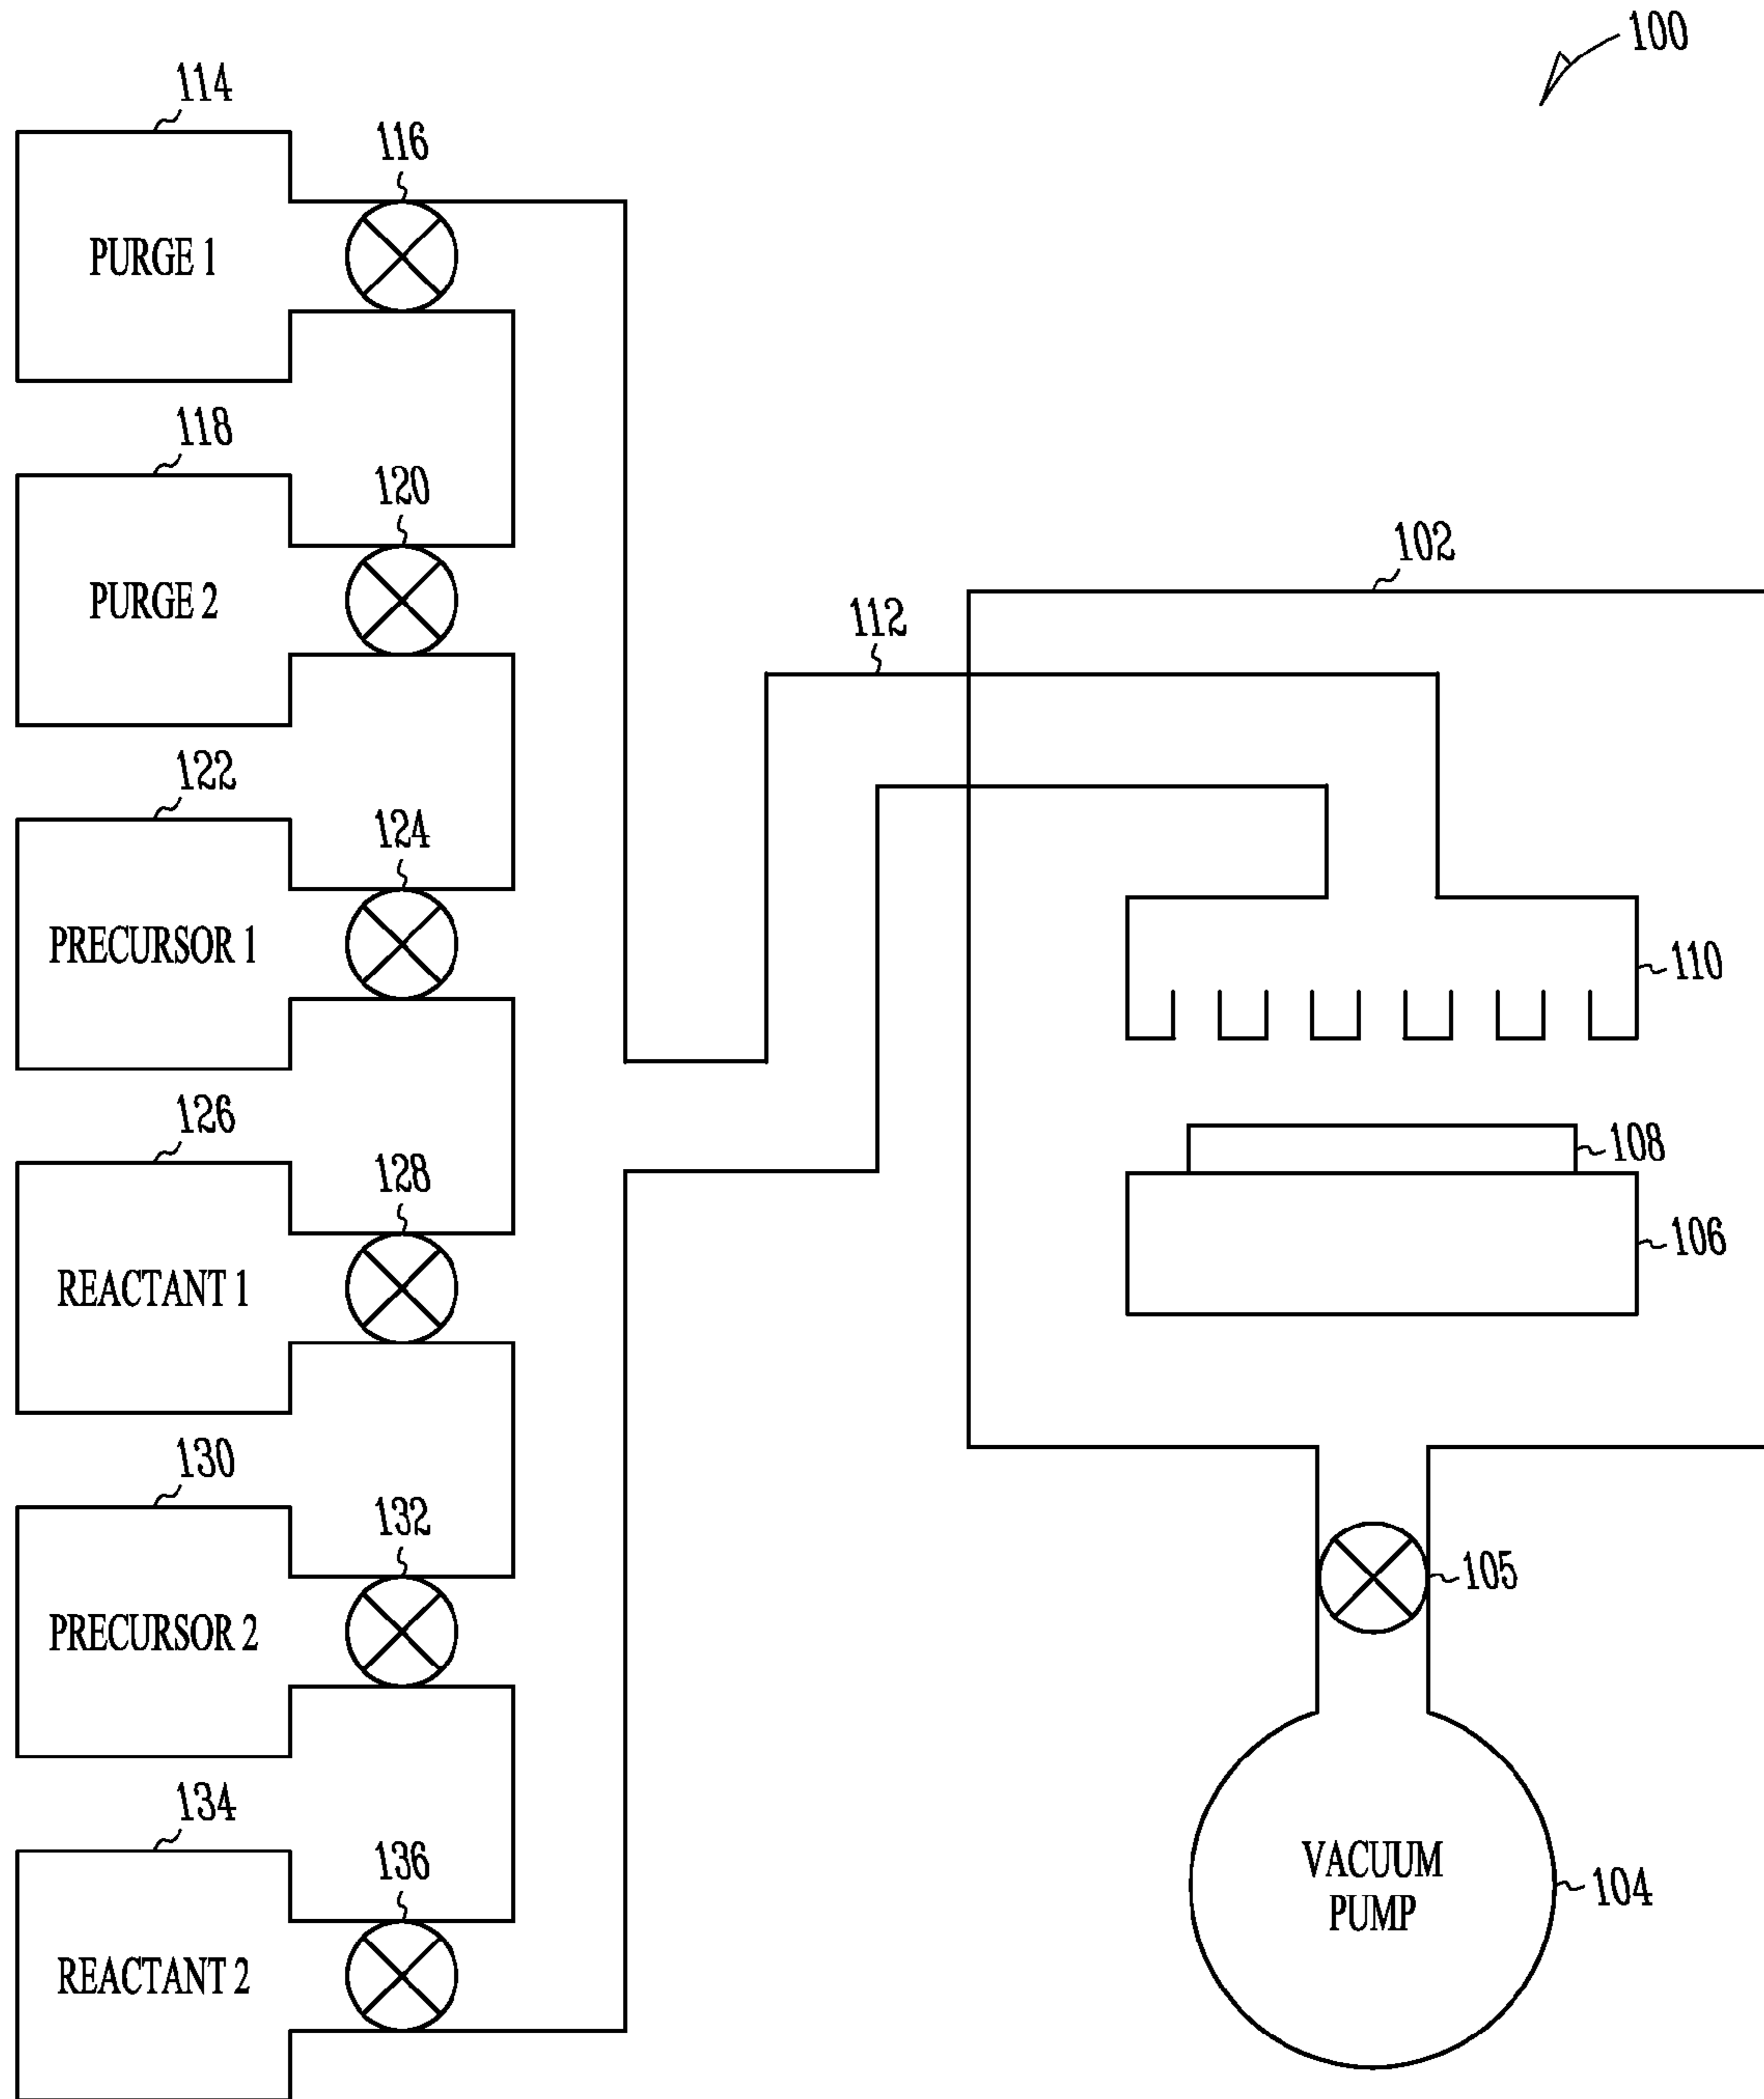 100
114
116
PURGE 1
118
120
PURGE 2
102
112
122
124
PRECURSOR 1
110
126
128
108
REACTANT 1
106
130
132
105
PRECURSOR 2
134
136
VACUUM
PUMP
104
REACTANT 2